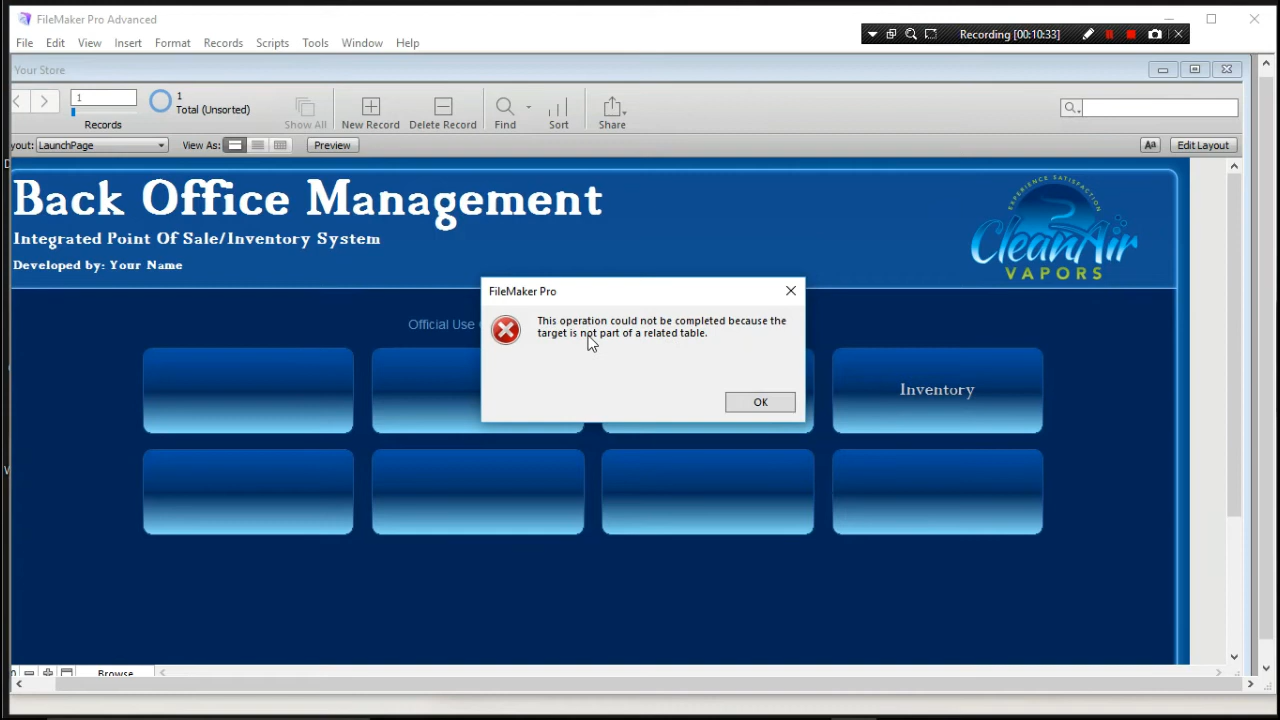 FileMaker Pro Advanced
File Edit View Insert Format Records Scripts Tools Window Help
Recording [00:10:33]
Your Store
1
1
Total (Unsorted)
Records
Show All
New Record
Delete Record
Find
Sort
Share
yout: LaunchPage
View As:
Preview
Aa
Edit Layout
Back Office Management
Integrated Point Of Sale/Inventory System
Developed by: Your Name
EXPERIENCE SATISFACTION
CleanAir
VAPORS
Official Use
FileMaker Pro
This operation could not be completed because the
target is not part of a related table.
OK
Inventory
Browse